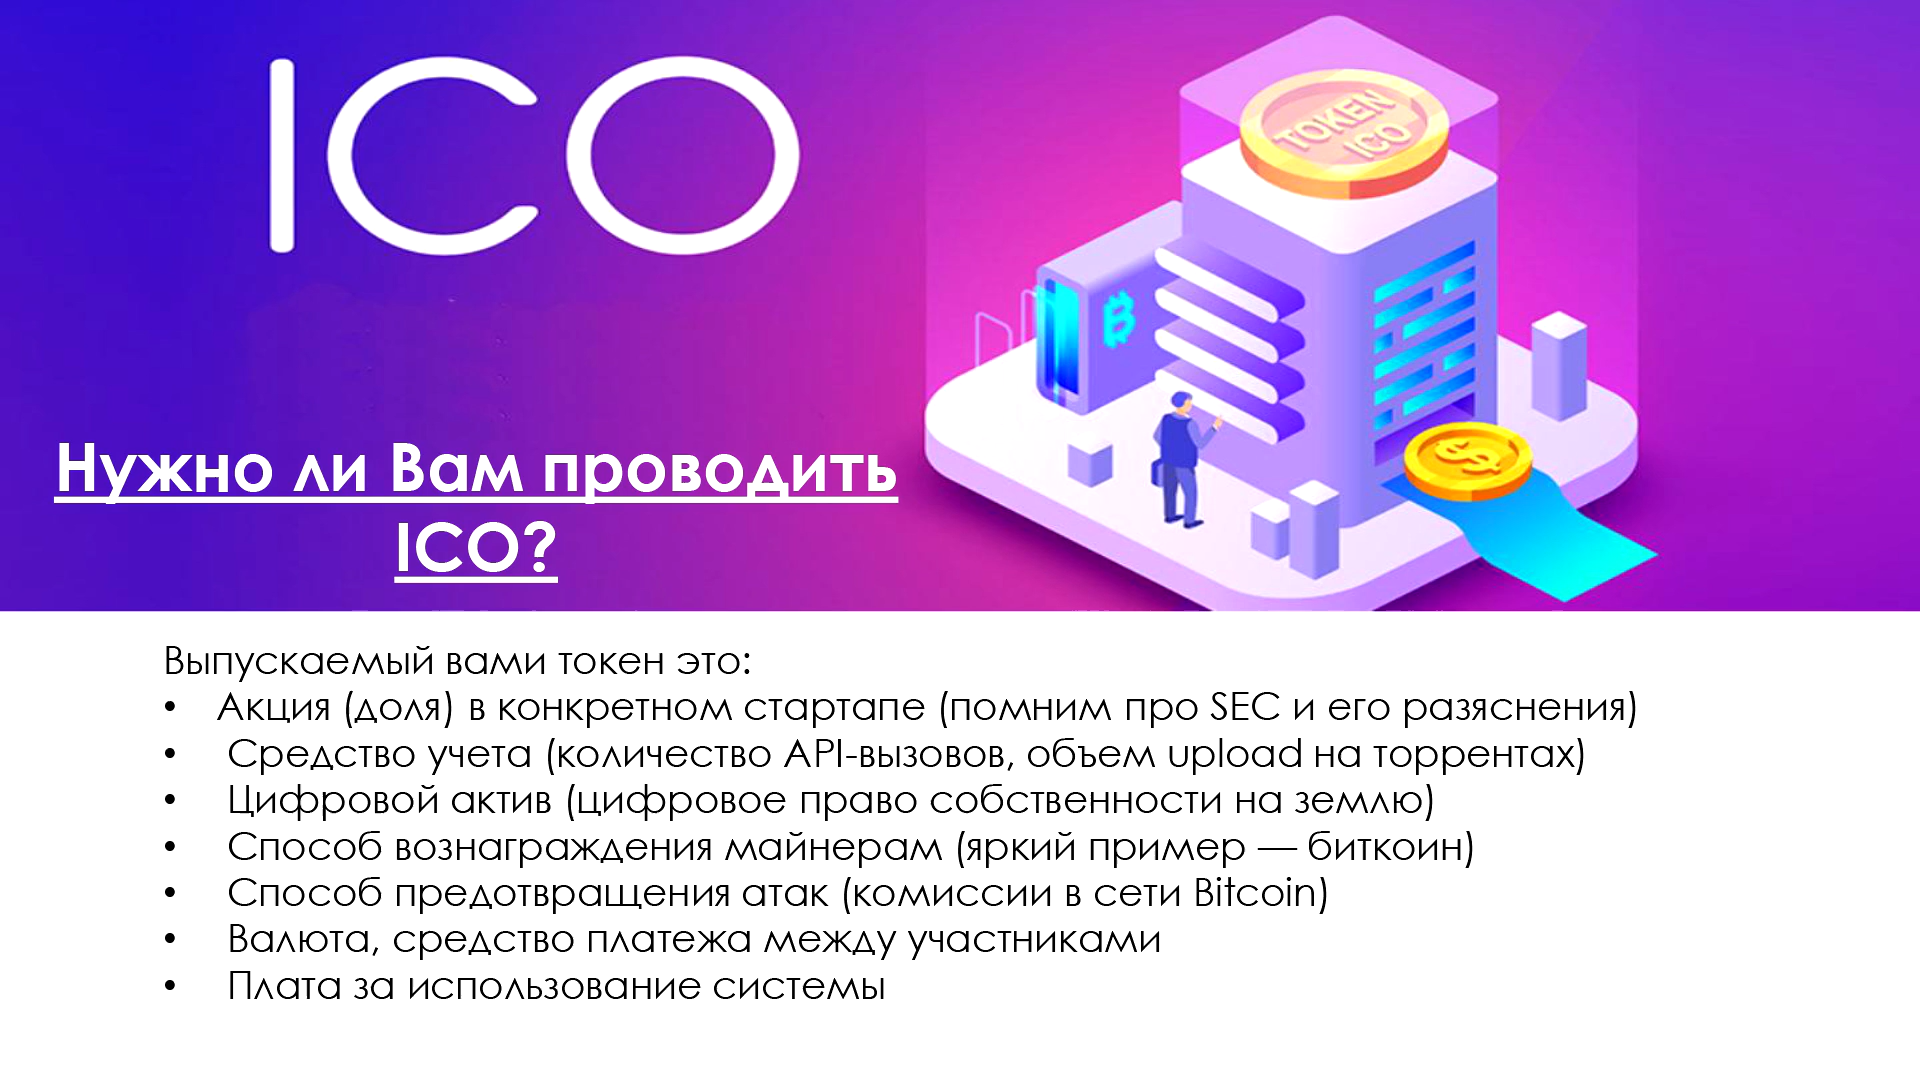 ICO
TOKEN
ICO
Нужно ли Вам проводить
ICO?
Выпускаемый вами токен это:
• Акция (доля) в конкретном стартапе (помним про SEC и его разяснения)
• Средство учета (количество API-вызовов, объем upload на торрентах)
• Цифровой актив (цифровое право собственности на землю)
• Способ вознаграждения майнерам (яркий пример — биткоин)
• Способ предотвращения атак (комиссии в сети Bitcoin)
• Валюта, средство платежа между участниками
• Плата за использование системы